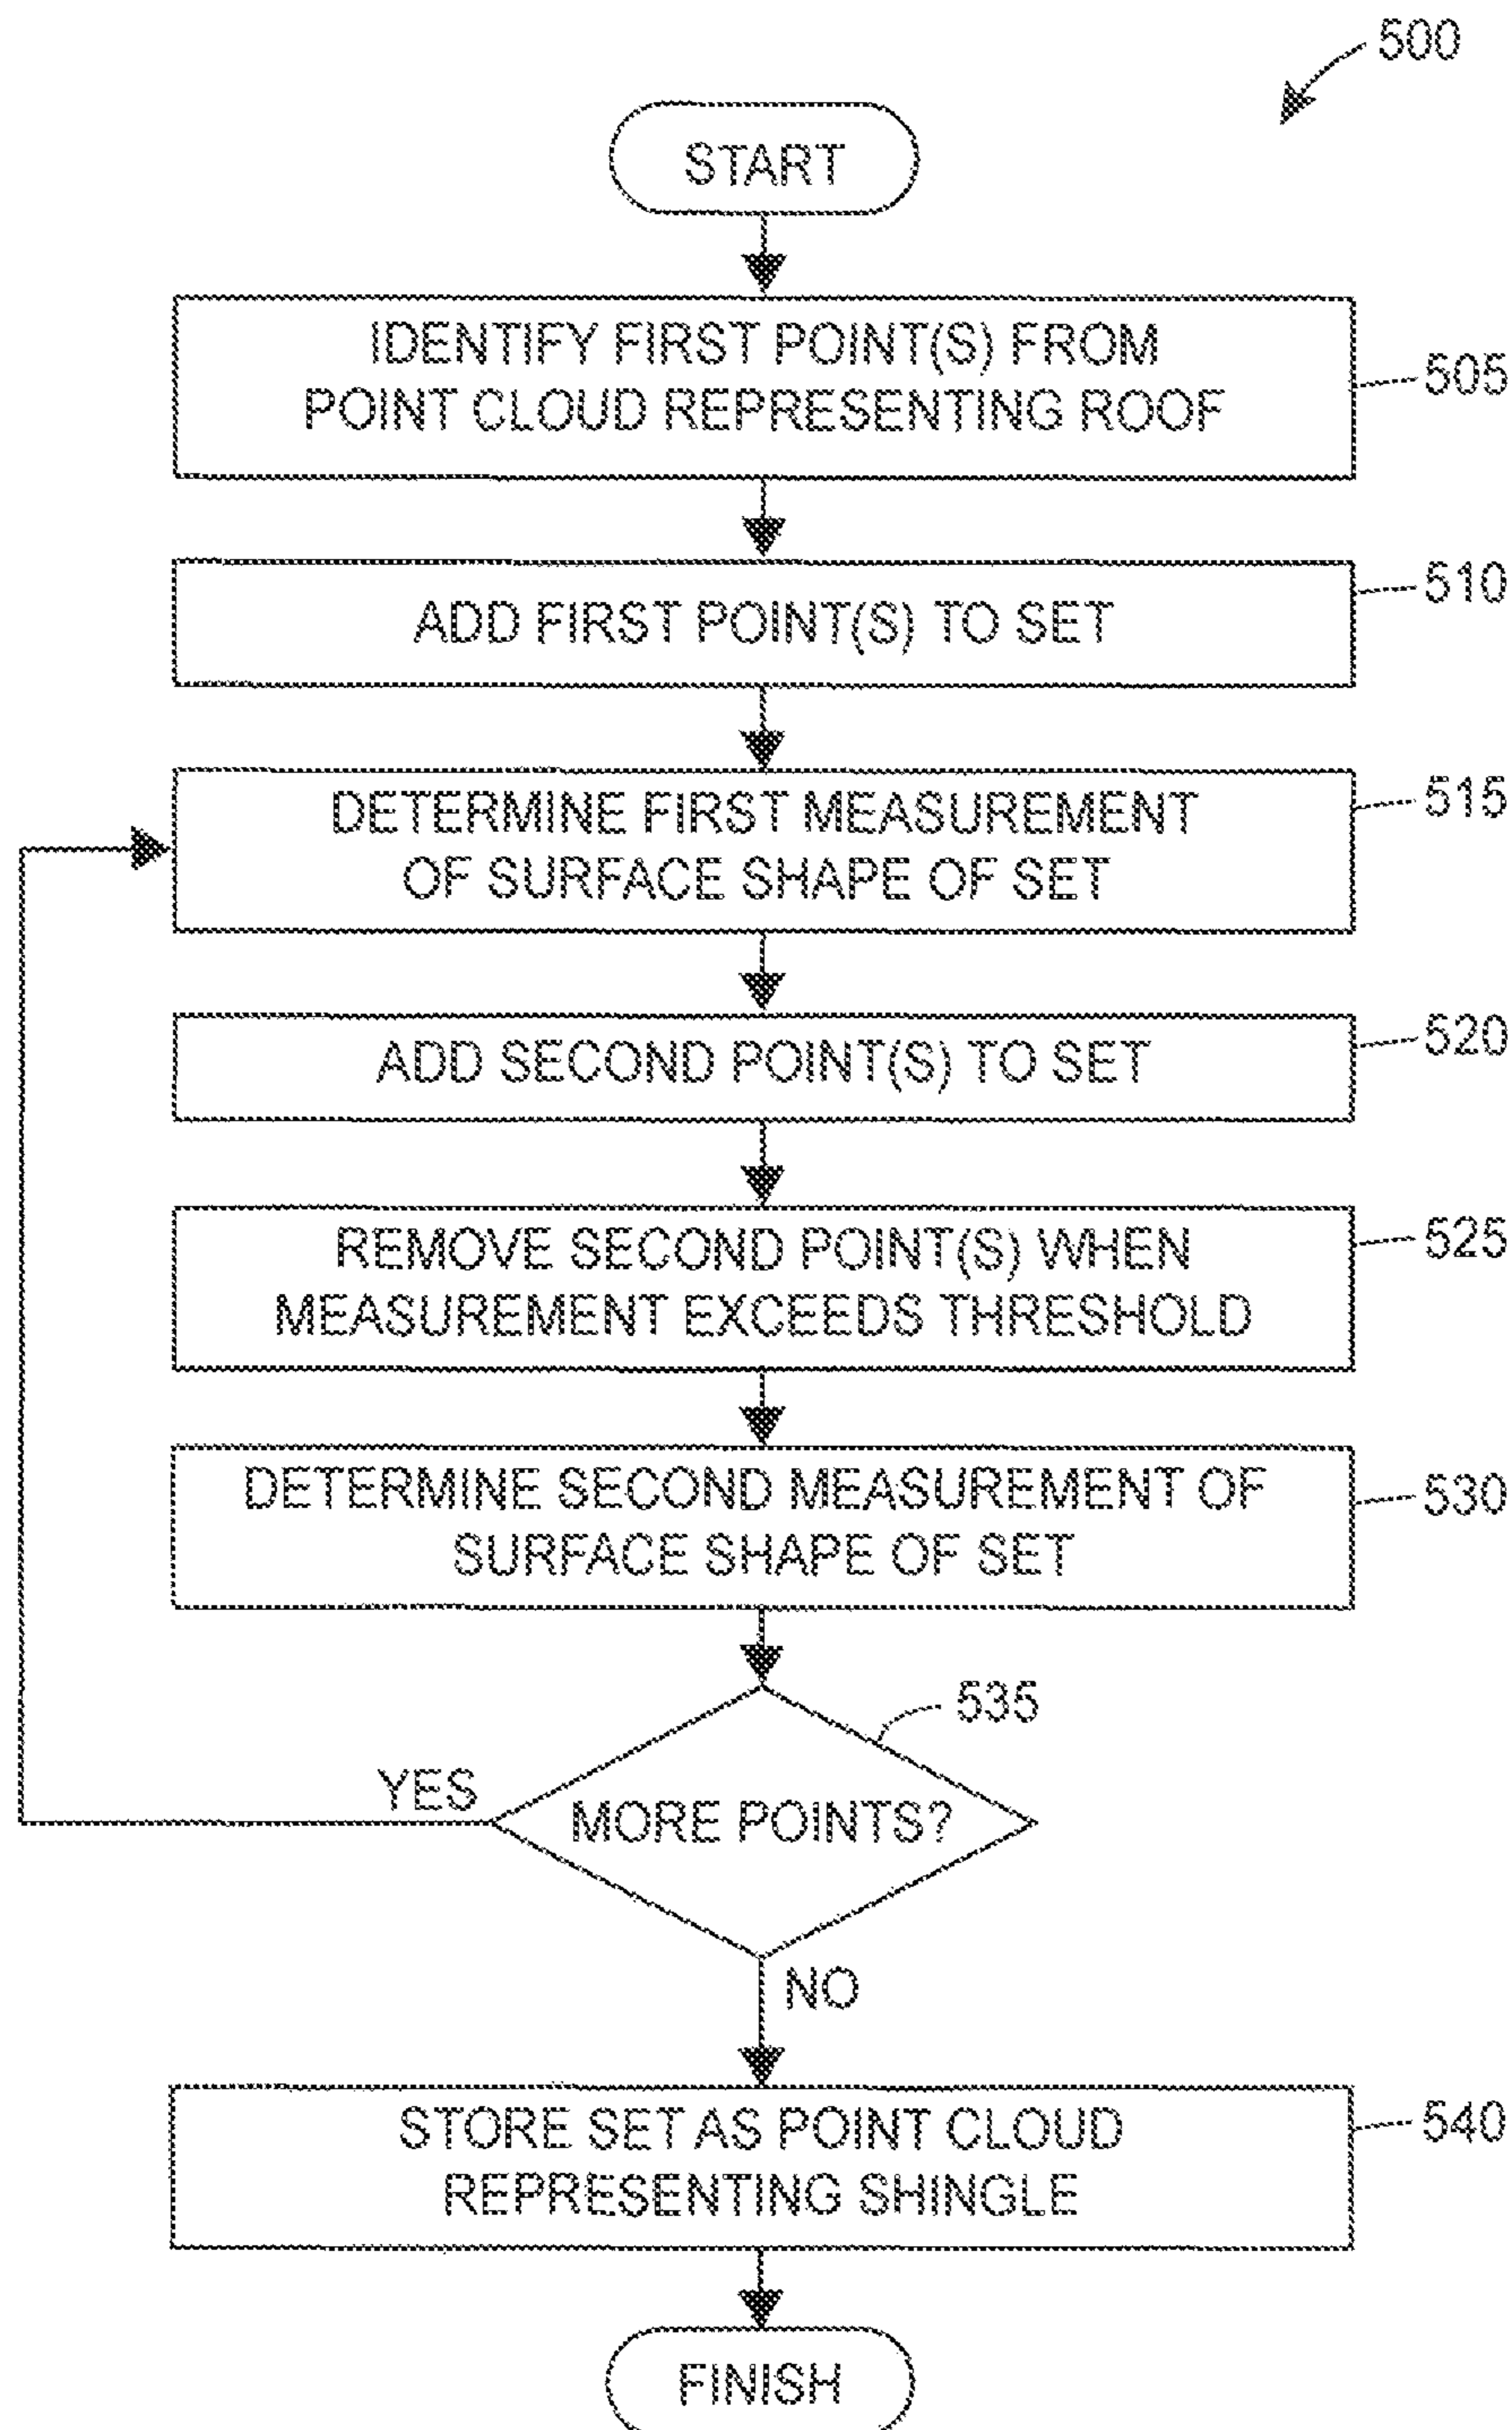 500
START
IDENTIFY FIRST POINT(S) FROM
POINT CLOUD REPRESENTING ROOF
505
ADD FIRST POINT(S) TO SET
510
DETERMINE FIRST MEASUREMENT
OF SURFACE SHAPE OF SET
515
ADD SECOND POINT(S) TO SET
520
REMOVE SECOND POINT(S) WHEN
MEASUREMENT EXCEEDS THRESHOLD
525
DETERMINE SECOND MEASUREMENT OF
SURFACE SHAPE OF SET
530
535
YES
MORE POINTS?
NO
STORE SET AS POINT CLOUD
REPRESENTING SHINGLE
540
FINISH